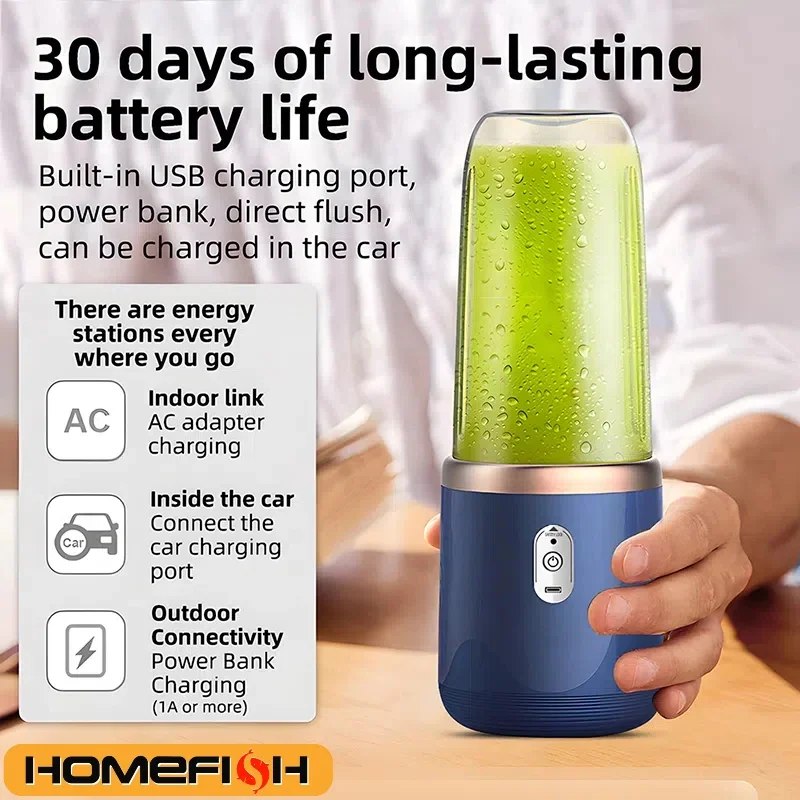 30 days of long-lasting
battery life
Built-in USB charging port,
power bank, direct flush,
can be charged in the car
There are energy
stations every
where you go
AC
Indoor link
AC adapter
charging
Car
Inside the car
Connect the
car charging
port
Outdoor
Connectivity
Power Bank
Charging
(1A or more)
HOMEFISH